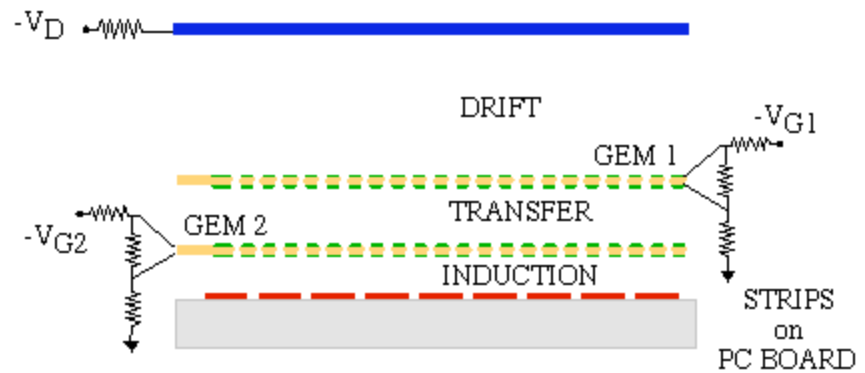 -VD
DRIFT
-VG1
GEM 1
TRANSFER
-VG2
GEM 2
INDUCTION
STRIPS
on
PC BOARD